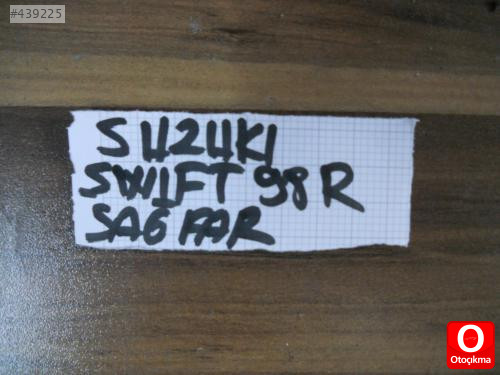 #439225
SUZUKI
SWIFT 98 R
SAG FAR
O
Otoçıkma